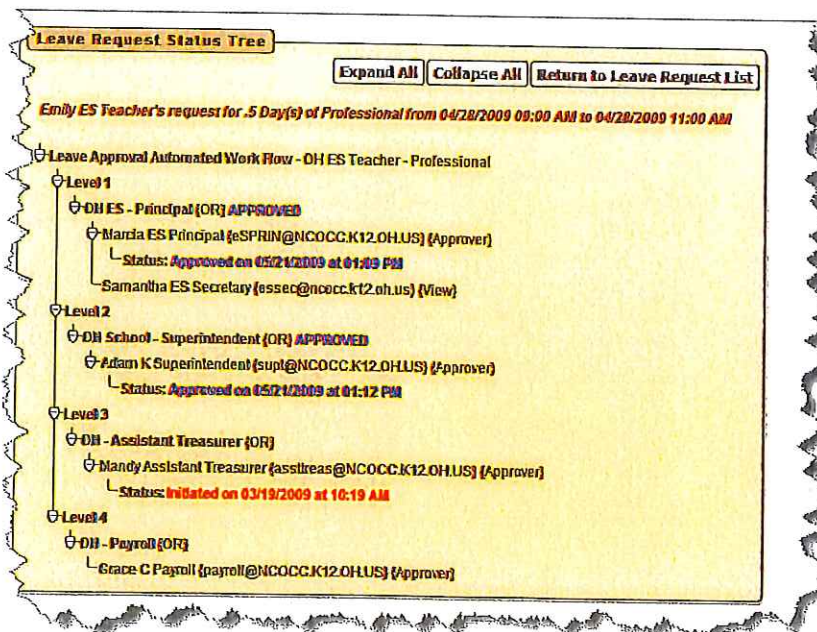 Leave Request Status Tree
Expand All Collapse All Return to Leave Request List
Emily ES Teacher's request for .5 Day(s) of Professional from 04/28/2009 09:00 AM to 04/28/2009 11:00 AM
Leave Approval Automated Work Flow - OH ES Teacher - Professional
Level 1
OH ES - Principal {OR} APPROVED
Marcia ES Principal {eSPRIN@NCOCC.K12.OH.US} {Approver}
Status: Approved on 05/21/2009 at 01:09 PM
Samantha ES Secretary {essec@ncocc.k12.oh.us} {View}
Level 2
OH School - Superintendent {OR} APPROVED
Adam K Superintendent {supt@NCOCC.K12.OH.US} {Approver}
Status: Approved on 05/21/2009 at 01:12 PM
Level 3
OH - Assistant Treasurer {OR}
Mandy Assistant Treasurer {assttreas@NCOCC.K12.OH.US} {Approver}
Status: Initiated on 03/19/2009 at 10:19 AM
Level 4
OH - Payroll {OR}
Grace C Payroll {payroll@NCOCC.K12.OH.US} {Approver}